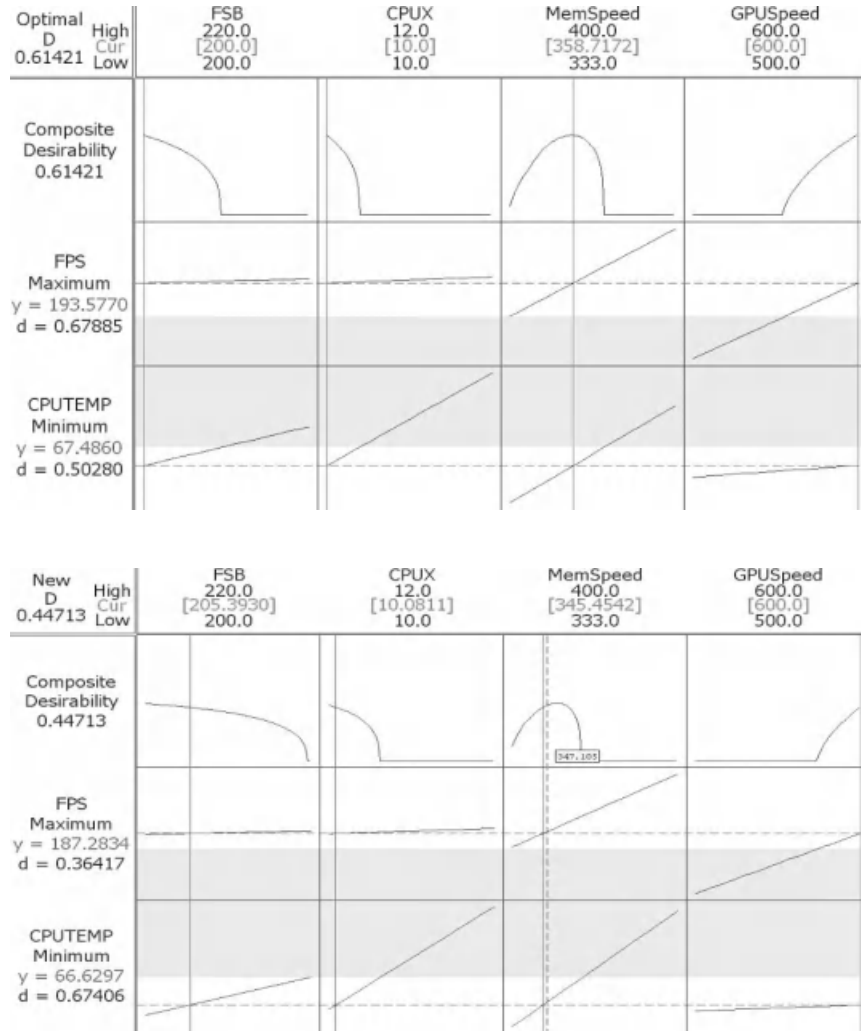 Optimal
D
0.61421
High
Cur
Low
FSB
220.0
[200.0]
200.0
CPUX
12.0
[10.0]
10.0
MemSpeed
400.0
[358.7172]
333.0
GPUSpeed
600.0
[600.0]
500.0
Composite
Desirability
0.61421
FPS
Maximum
y = 193.5770
d = 0.67885
CPUTEMP
Minimum
y = 67.4860
d = 0.50280
New
D
0.44713
High
Cur
Low
FSB
220.0
[205.3930]
200.0
CPUX
12.0
[10.0811]
10.0
MemSpeed
400.0
[345.4542]
333.0
GPUSpeed
600.0
[600.0]
500.0
Composite
Desirability
0.44713
347.105
FPS
Maximum
y = 187.2834
d = 0.36417
CPUTEMP
Minimum
y = 66.6297
d = 0.67406